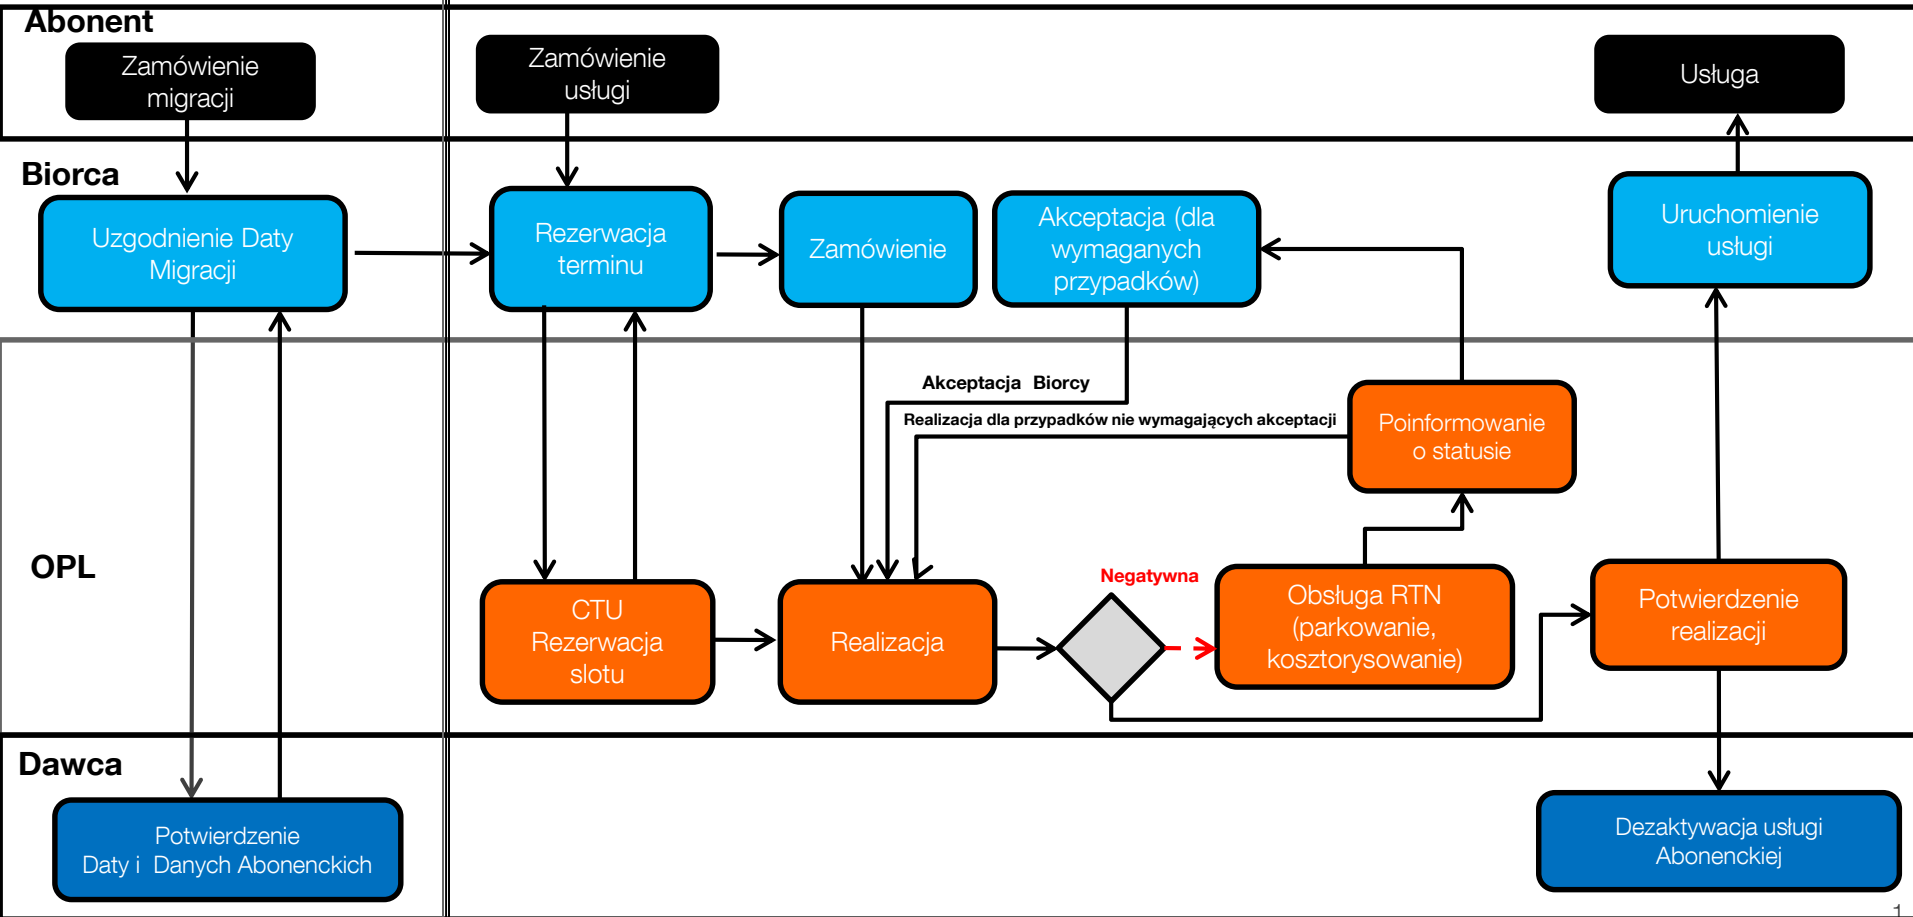 Abonent
Zamówienie
migracji
Zamówienie
usługi
Usługa
Biorca
Uzgodnienie Daty
Migracji
Rezerwacja
terminu
Zamówienie
Akceptacja (dla
wymaganych
przypadków)
Uruchomienie
usługi
Akceptacja Biorcy
Realizacja dla przypadków nie wymagających akceptacji
Poinformowanie
o statusie
OPL
CTU
Rezerwacja
slotu
Realizacja
Negatywna
Obsługa RTN
(parkowanie,
kosztorysowanie)
Potwierdzenie
realizacji
Dawca
Potwierdzenie
Daty i Danych Abonenckich
Dezaktywacja usługi
Abonenckiej
1